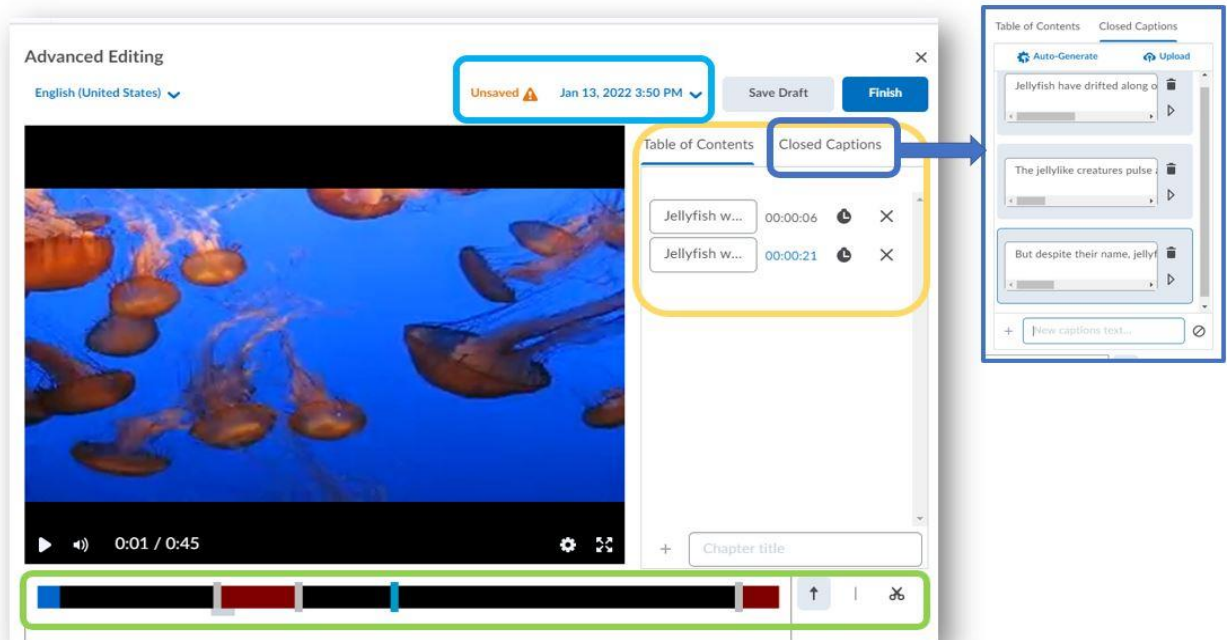 Advanced Editing
English (United States)
Unsaved
Jan 13, 2022 3:50 PM
Save Draft
Finish
Table of Contents
Closed Captions
Jellyfish w...
00:00:06
Jellyfish w...
00:00:21
Chapter title
0:01 / 0:45
Table of Contents
Closed Captions
Auto-Generate
Upload
Jellyfish have drifted along o
The jellylike creatures pulse
But despite their name, jellyf
New captions text...